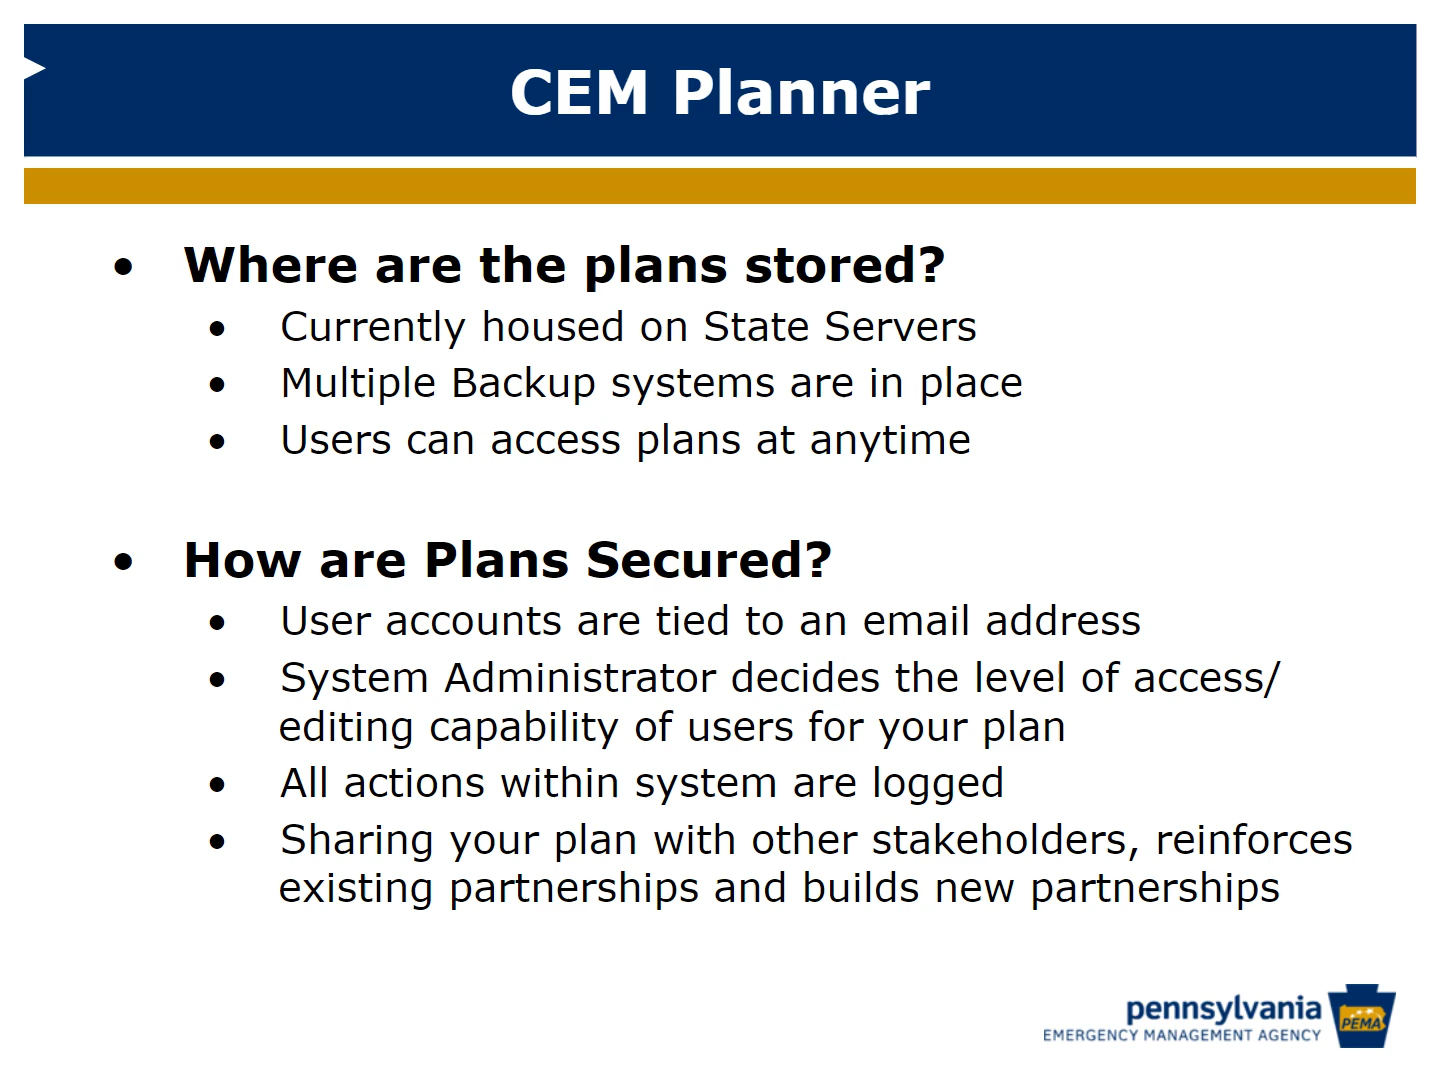 CEM Planner
• Where are the plans stored?
• Currently housed on State Servers
• Multiple Backup systems are in place
• Users can access plans at anytime
• How are Plans Secured?
• User accounts are tied to an email address
• System Administrator decides the level of access/
editing capability of users for your plan
• All actions within system are logged
• Sharing your plan with other stakeholders, reinforces
existing partnerships and builds new partnerships
pennsylvania
EMERGENCY MANAGEMENT AGENCY
PEMA